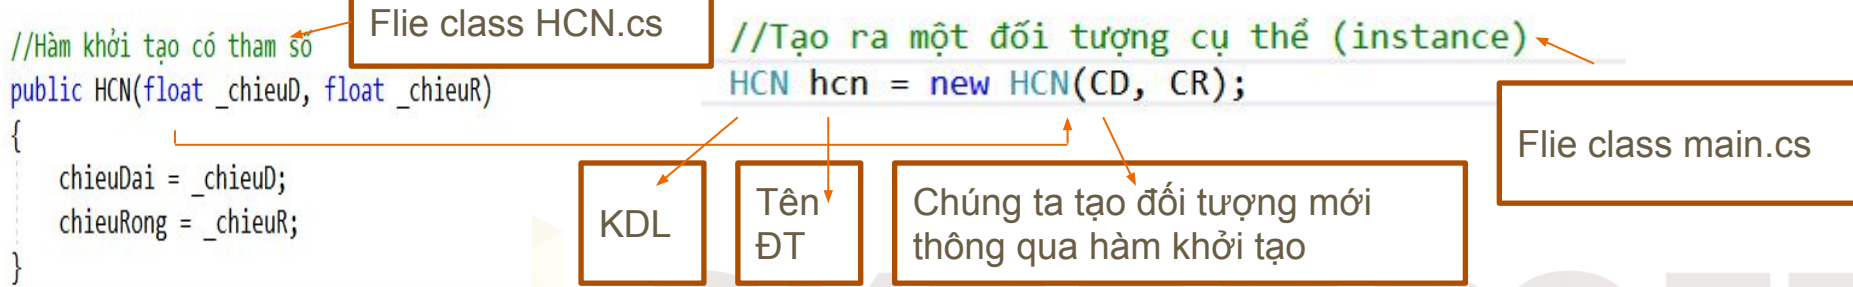 Flie class HCN.cs
//Hàm khởi tạo có tham số
public HCN(float _chieuD, float _chieuR)
{
chieuDai = _chieuD;
chieuRong = _chieuR;
}
//Tạo ra một đối tượng cụ thể (instance)
HCN hcn = new HCN(CD, CR);
Flie class main.cs
KDL
Tên
ĐT
Chúng ta tạo đối tượng mới
thông qua hàm khởi tạo